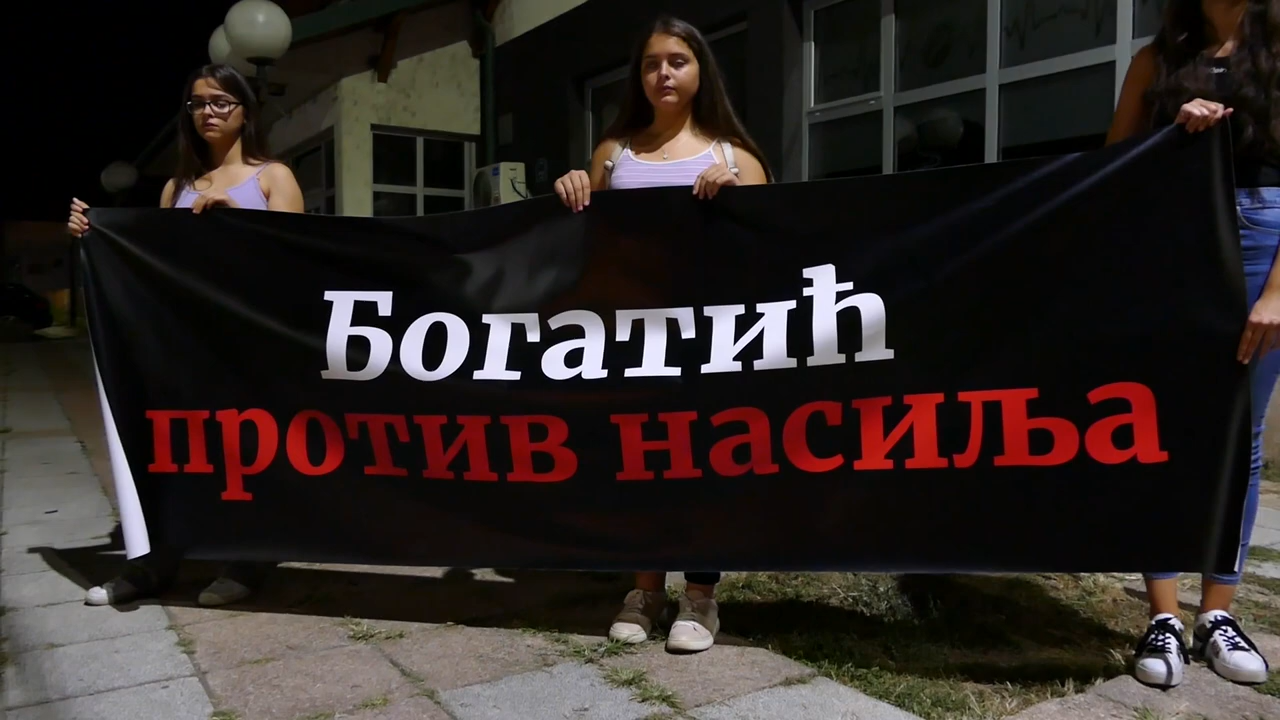 Богатић
против насиља